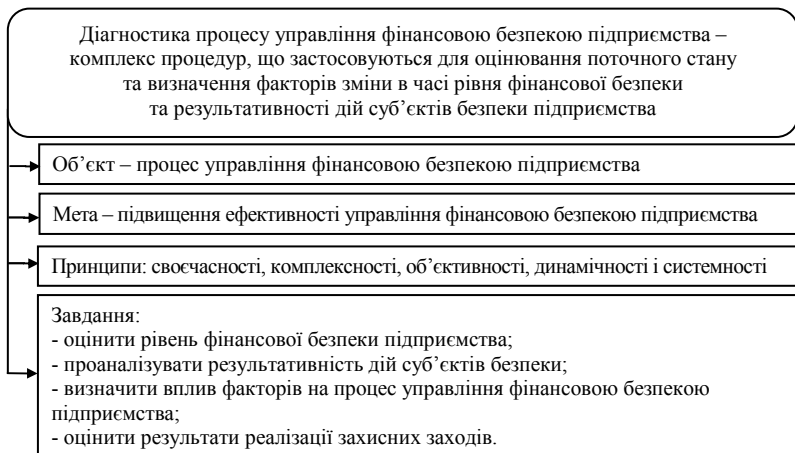 Діагностика процесу управління фінансовою безпекою підприємства –
комплекс процедур, що застосовуються для оцінювання поточного стану
та визначення факторів зміни в часі рівня фінансової безпеки
та результативності дій суб’єктів безпеки підприємства
Об’єкт – процес управління фінансовою безпекою підприємства
Мета – підвищення ефективності управління фінансовою безпекою підприємства
Принципи: своєчасності, комплексності, об’єктивності, динамічності і системності
Завдання:
- оцінити рівень фінансової безпеки підприємства;
- проаналізувати результативність дій суб’єктів безпеки;
- визначити вплив факторів на процес управління фінансовою безпекою
підприємства;
- оцінити результати реалізації захисних заходів.